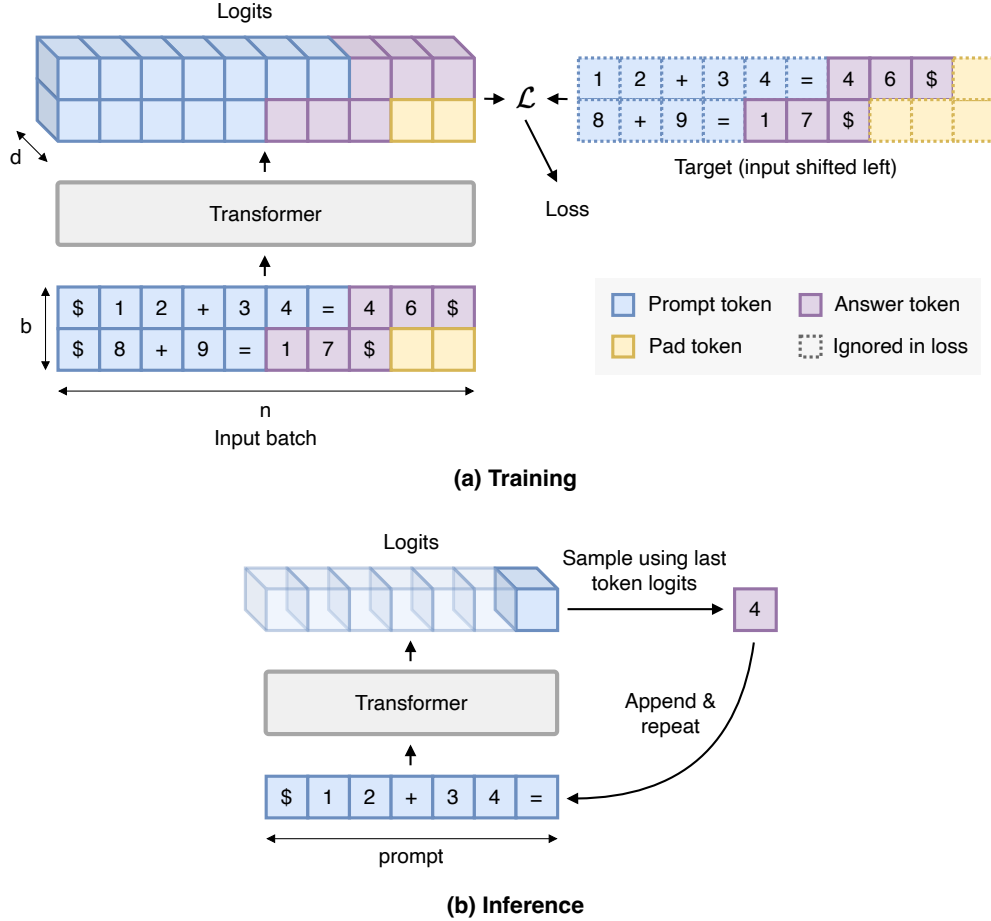 Logits
1 2 + 3 4 = 4 6 $
8 + 9 = 1 7 $
ℒ
d
Target (input shifted left)
Transformer
Loss
b
$ 1 2 + 3 4 = 4 6 $
$ 8 + 9 = 1 7 $
Prompt token
Answer token
Pad token
Ignored in loss
n
Input batch
(a) Training
Logits
Sample using last
token logits
4
Transformer
Append &
repeat
$ 1 2 + 3 4 =
prompt
(b) Inference